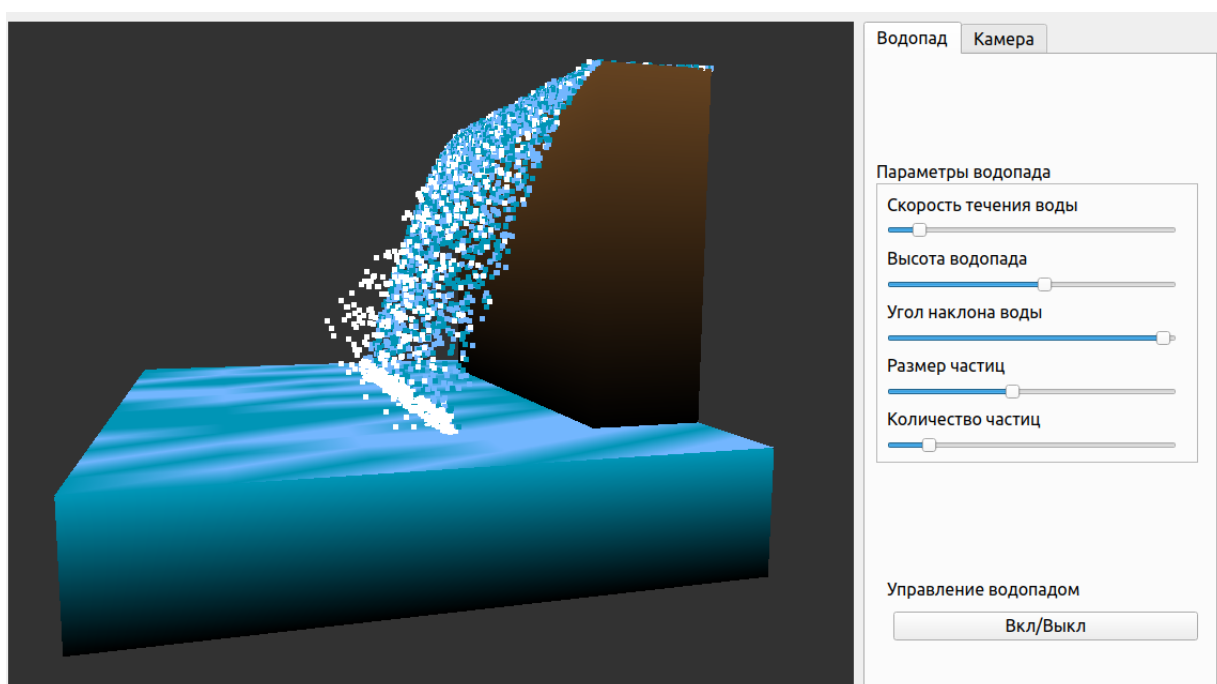 Водопад Камера
Параметры водопада
Скорость течения воды
Высота водопада
Угол наклона воды
Размер частиц
Количество частиц
Управление водопадом
Вкл/Выкл